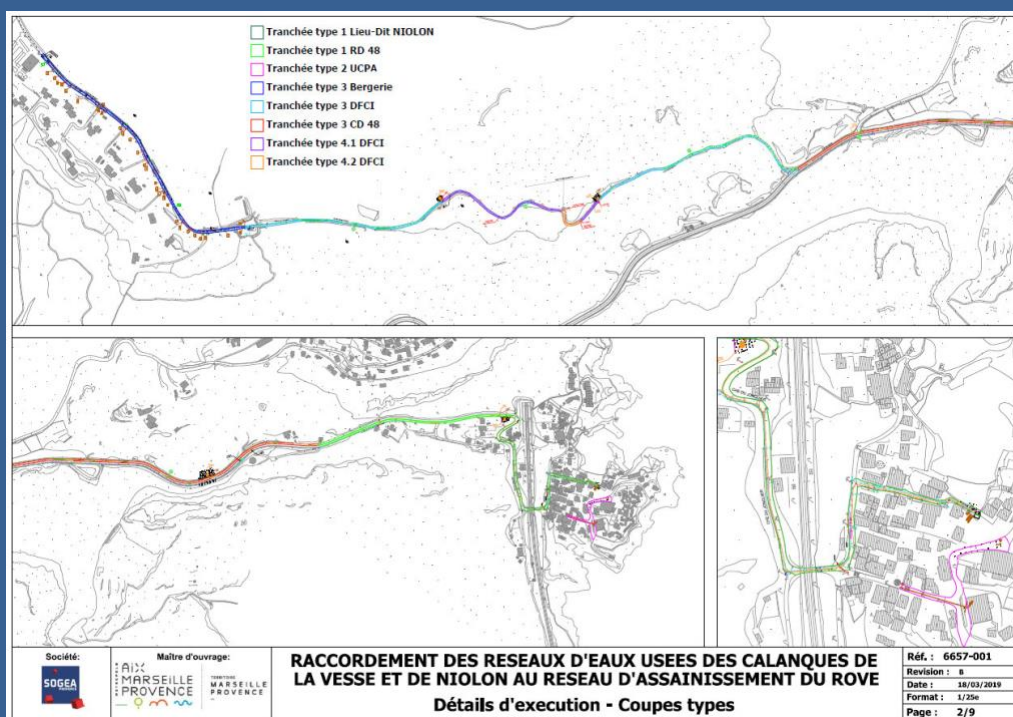 Tranchée type 1 Lieu-Dit NIOLON
Tranchée type 1 RD 48
Tranchée type 2 UCPA
Tranchée type 3 Bergerie
Tranchée type 3 DFCI
Tranchée type 3 CD 48
Tranchée type 4.1 DFCI
Tranchée type 4.2 DFCI
Société:
SOGEA
Maître d'ouvrage:
AIX
MARSEILLE
PROVENCE
TERRITOIRE
MARSEILLE
PROVENCE
RACCORDEMENT DES RESEAUX D'EAUX USEES DES CALANQUES DE
LA VESSE ET DE NIOLON AU RESEAU D'ASSAINISSEMENT DU ROVE
Détails d'execution - Coupes types
Réf. : 6657-001
Revision : B
Date : 18/03/2019
Format : 1/25e
Page : 2/9